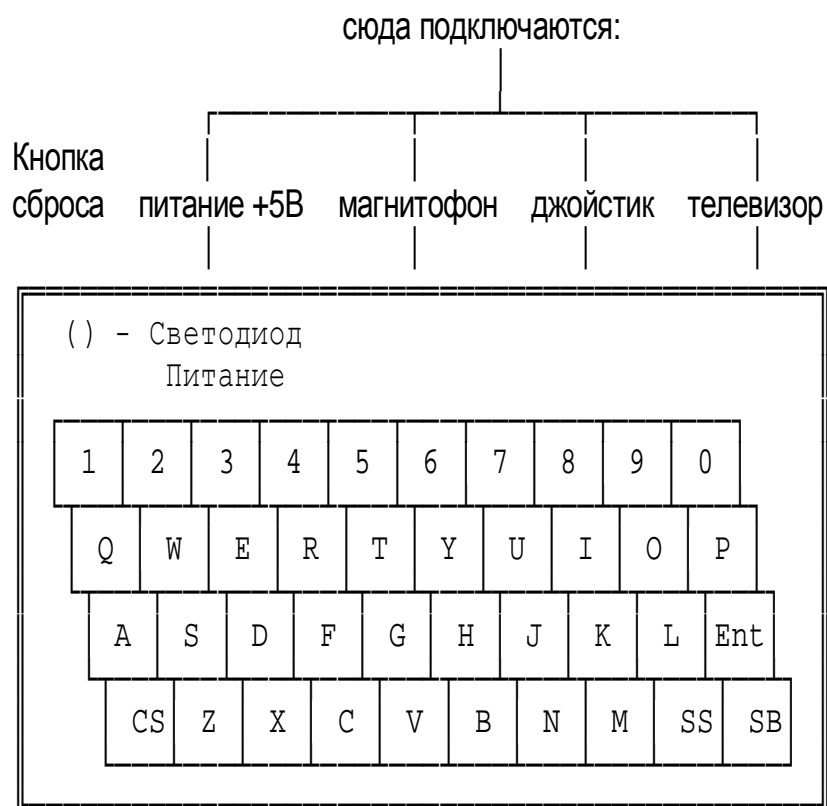 сюда подключаются:
Кнопка
сброса питание +5В магнитофон джойстик телевизор
() - Светодиод
Питание
1 2 3 4 5 6 7 8 9 0
Q W E R T Y U I O P
A S D F G H J K L Ent
CS Z X C V B N M SS SB